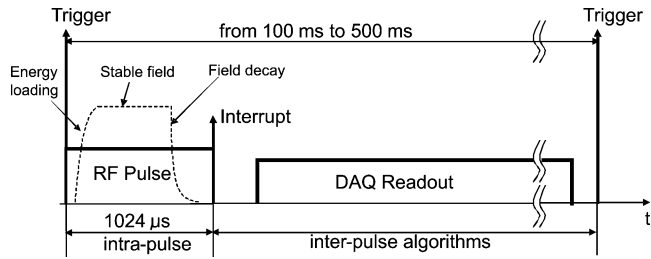 Trigger
Trigger
from 100 ms to 500 ms
Energy
loading
Stable field
Field decay
Interrupt
RF Pulse
DAQ Readout
t
1024 µs
intra-pulse
inter-pulse algorithms